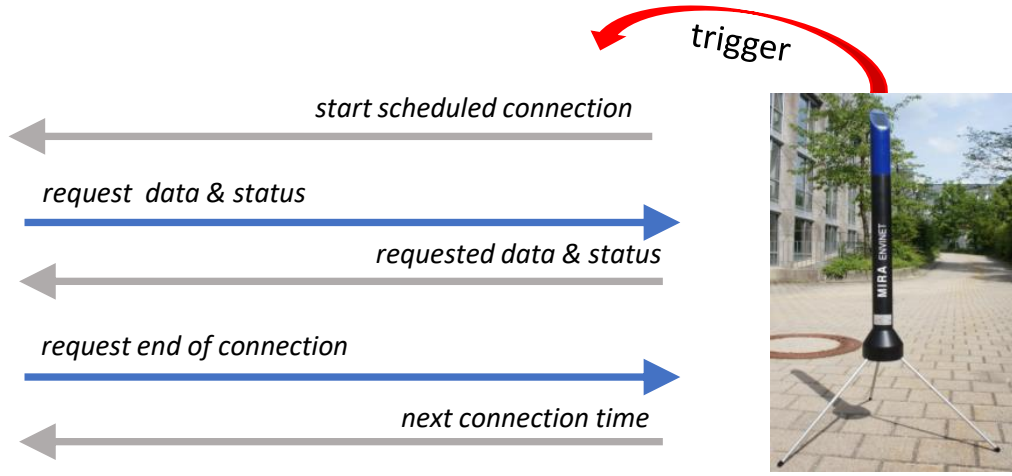 trigger
start scheduled connection
request data & status
requested data & status
request end of connection
next connection time
MIRA ENVINET